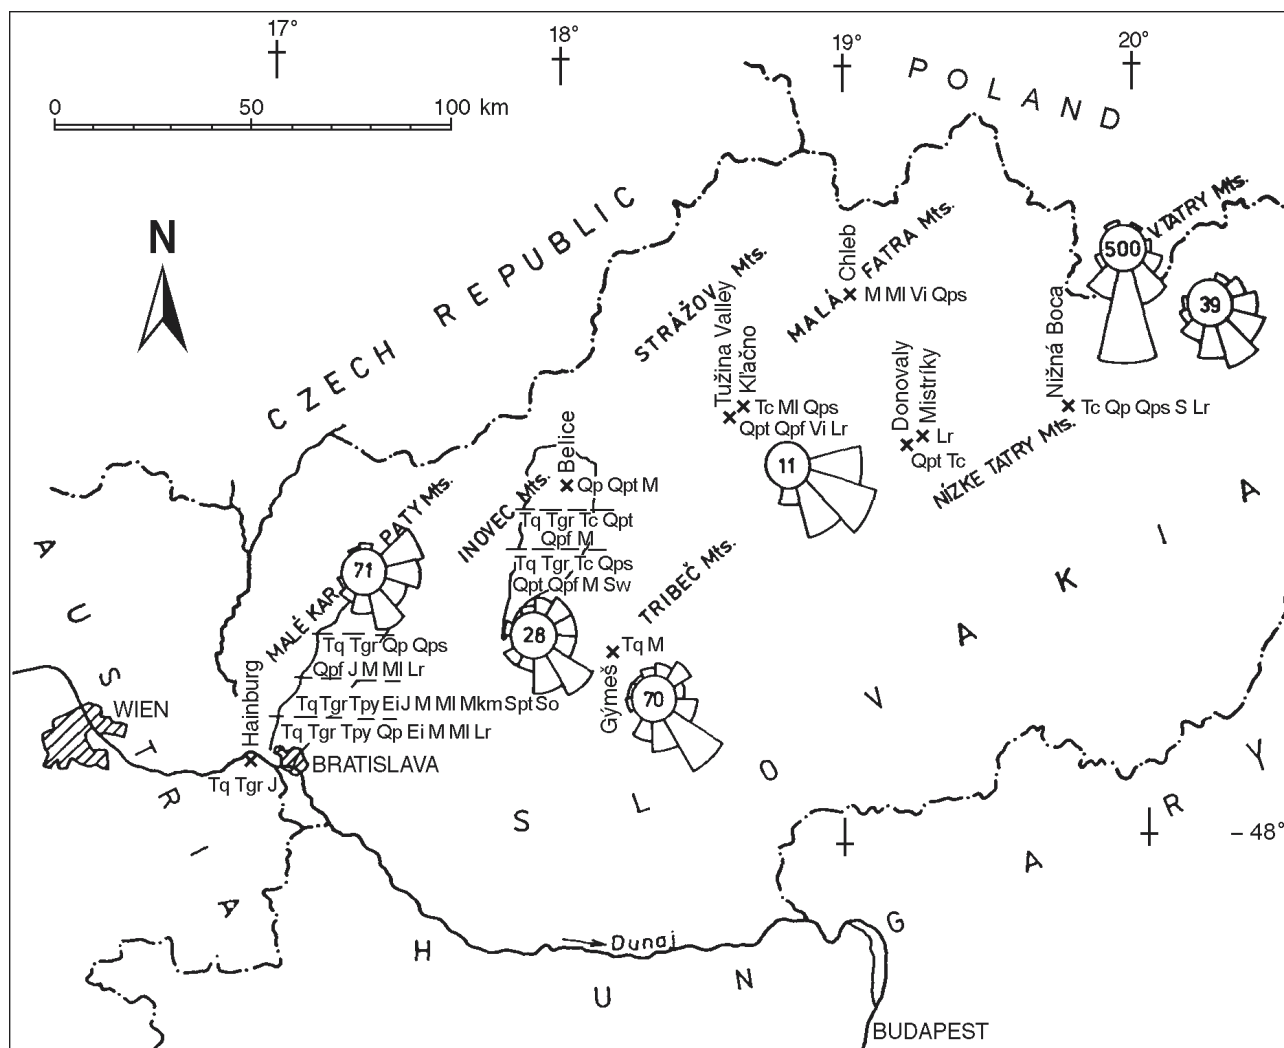 17°
18°
19°
20°
0 50 100 km
POLAND
N
CZECH REPUBLIC
V.TATRY Mts.
500
39
Chleb
MALÁ FATRA Mts.
M Ml Vi Qps
STRÁŽOV Mts.
Tužina Valley
Kľačno
Tc Ml Qps
Qpt Qpf Vi Lr
Donovaly
Mistríky
Lr
Qpt Tc
Nižná Boca
Tc Qp Qps S Lr
NÍZKE TATRY Mts.
11
Belice
Qp Qpt M
INOVEC Mts.
Tq Tgr Tc Qpt
Qpf M
Tq Tgr Tc Qps
Qpt Qpf M Sw
28
MALÉ KARPATY Mts.
71
TRIBEČ Mts.
Tq M
Gýmeš
70
Tq Tgr Qp Qps
Qpf J M Ml Lr
Tq Tgr Tpy Ei J M Ml Mkm Spt So
Tq Tgr Tpy Qp Ei M Ml Lr
Hainburg
Tq Tgr J
WIEN
BRATISLAVA
AUSTRIA
SLOVAKIA
– 48°
HUNGARY
Dunaj
BUDAPEST